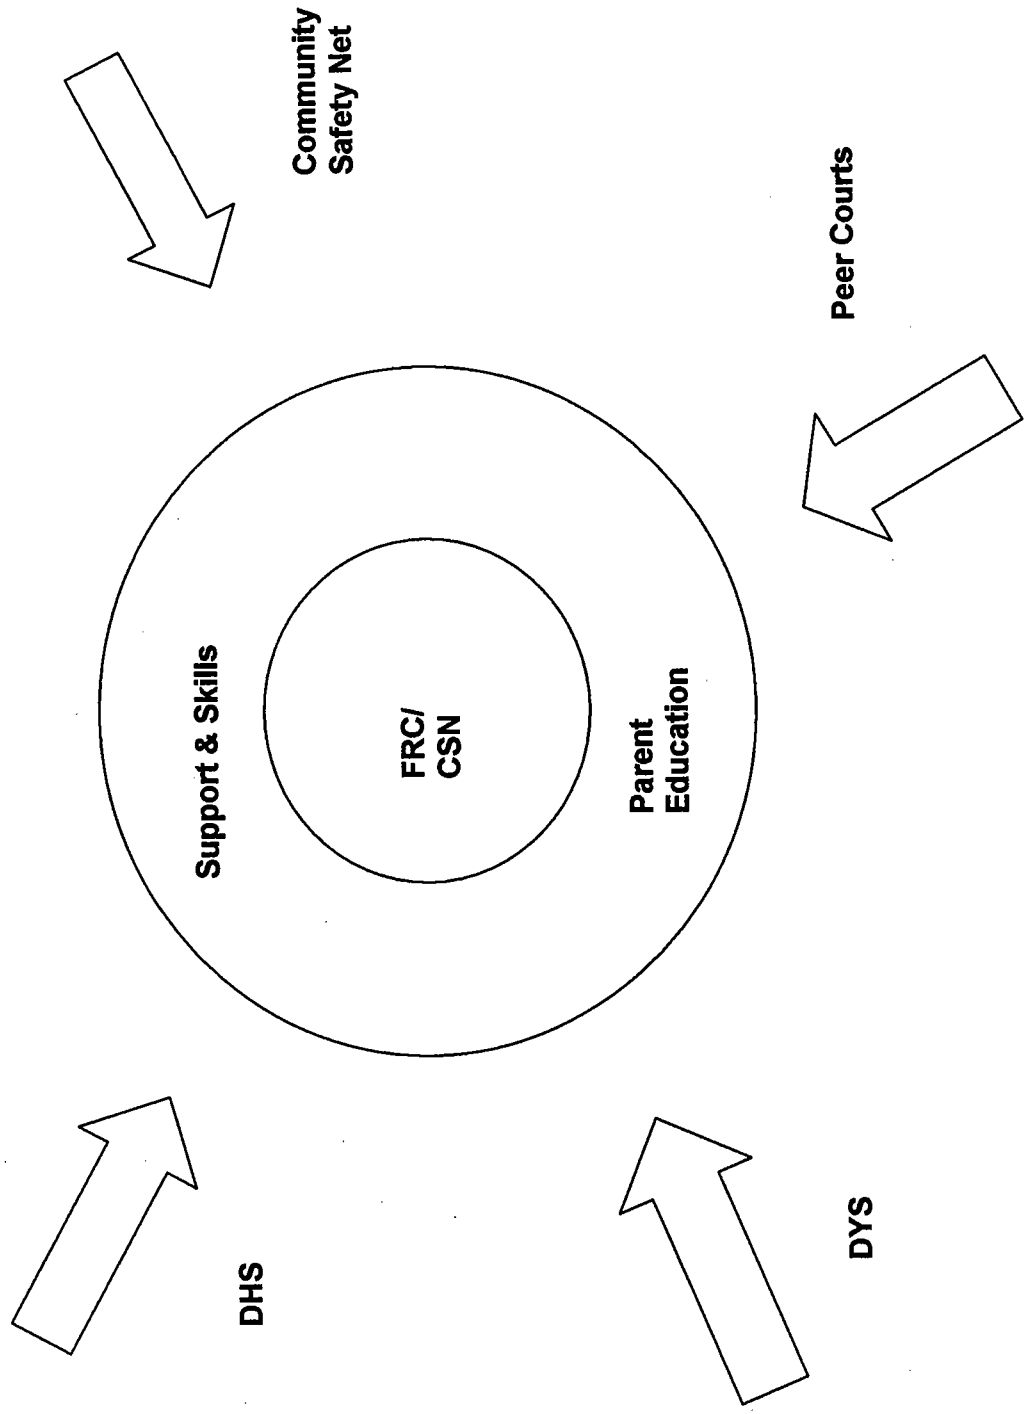 DHS
Support & Skills
Community
Safety Net
FRC/
CSN
Parent
Education
DYS
Peer Courts